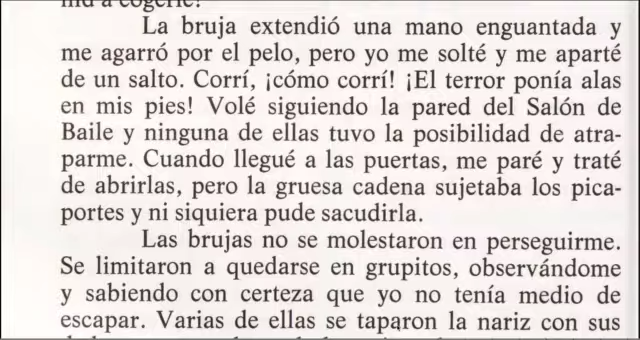 La bruja extendió una mano enguantada y
me agarró por el pelo, pero yo me solté y me aparté
de un salto. Corrí, ¡cómo corrí! ¡El terror ponía alas
en mis pies! Volé siguiendo la pared del Salón de
Baile y ninguna de ellas tuvo la posibilidad de atra-
parme. Cuando llegué a las puertas, me paré y traté
de abrirlas, pero la gruesa cadena sujetaba los pica-
portes y ni siquiera pude sacudirla.
Las brujas no se molestaron en perseguirme.
Se limitaron a quedarse en grupitos, observándome
y sabiendo con certeza que yo no tenía medio de
escapar. Varias de ellas se taparon la nariz con sus